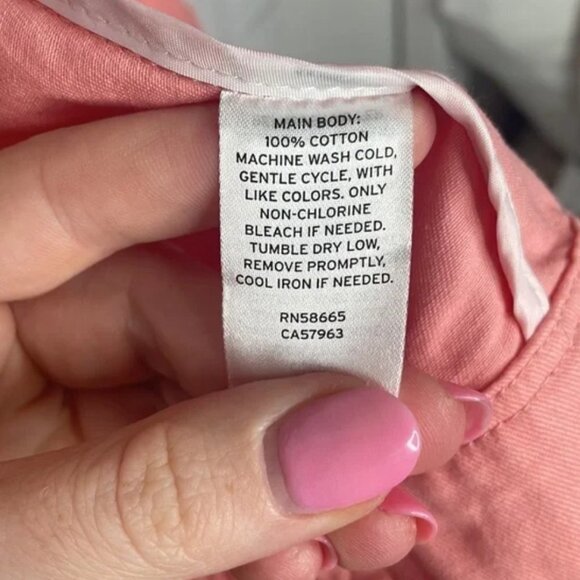 MAIN BODY:
100% COTTON
MACHINE WASH COLD,
GENTLE CYCLE, WITH
LIKE COLORS. ONLY
NON-CHLORINE
BLEACH IF NEEDED.
TUMBLE DRY LOW,
REMOVE PROMPTLY,
COOL IRON IF NEEDED.
RN58665
CA57963